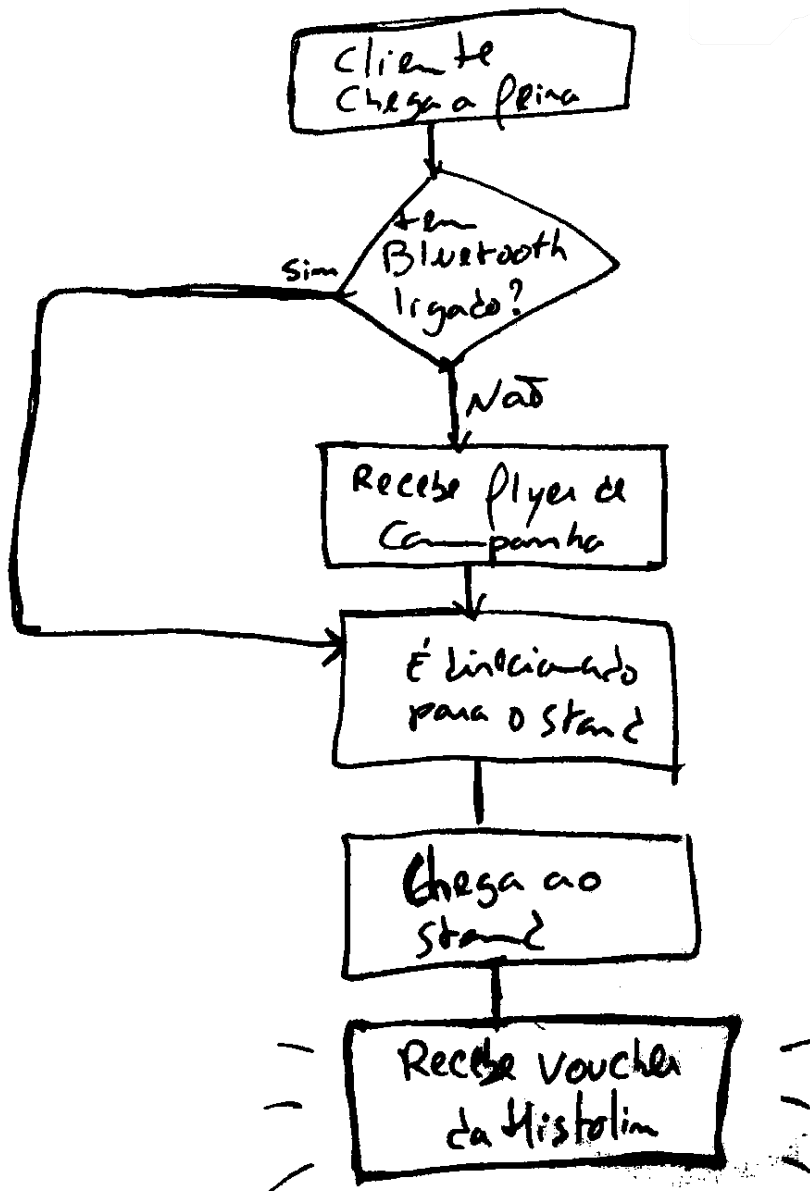 Cliente
Chega a feira
tem
Bluetooth
ligado?
Sim
Não
Recebe flyer de
Campanha
É direcionado
para o stand
Chega ao
stand
Recebe voucher
da Histolim